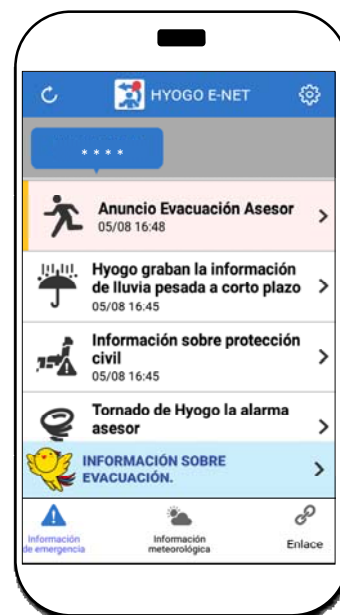 HYOGO E-NET
* * * *
Anuncio Evacuación Asesor
05/08 16:48
Hyogo graban la información
de lluvia pesada a corto plazo
05/08 16:45
Información sobre protección
civil
05/08 16:45
Tornado de Hyogo la alarma
asesor
INFORMACIÓN SOBRE
EVACUACIÓN.
Información
de emergencia
Información
meteorológica
Enlace